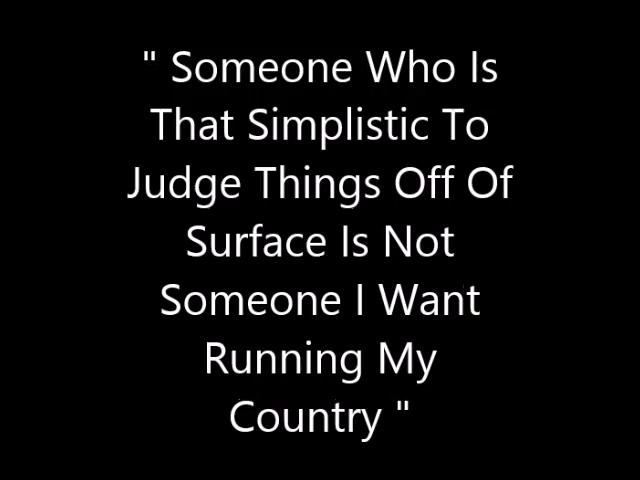 " Someone Who Is
That Simplistic To
Judge Things Off Of
Surface Is Not
Someone I Want
Running My
Country "